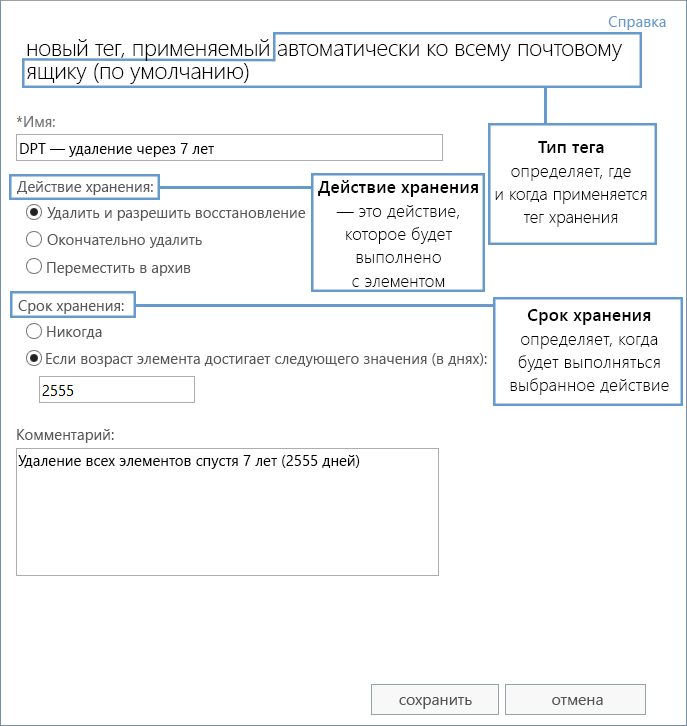 Справка
новый тег, применяемый автоматически ко всему почтовому
ящику (по умолчанию)
*Имя:
DPT — удаление через 7 лет
Тип тега
определяет, где
и когда применяется
тег хранения
Действие хранения:
Удалить и разрешить восстановление
Окончательно удалить
Переместить в архив
Действие хранения
— это действие,
которое будет
выполнено
с элементом
Срок хранения:
Никогда
Если возраст элемента достигает следующего значения (в днях):
2555
Срок хранения
определяет, когда
будет выполняться
выбранное действие
Комментарий:
Удаление всех элементов спустя 7 лет (2555 дней)
сохранить
отмена